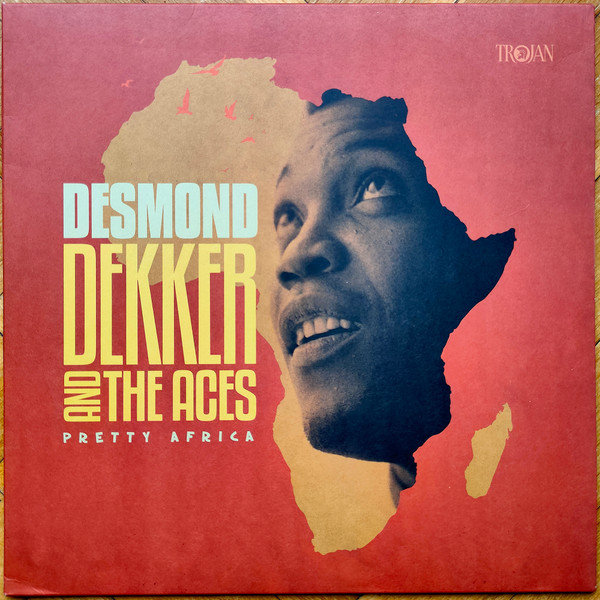 TROJAN
DESMOND
DEKKER
AND THE ACES
PRETTY AFRICA